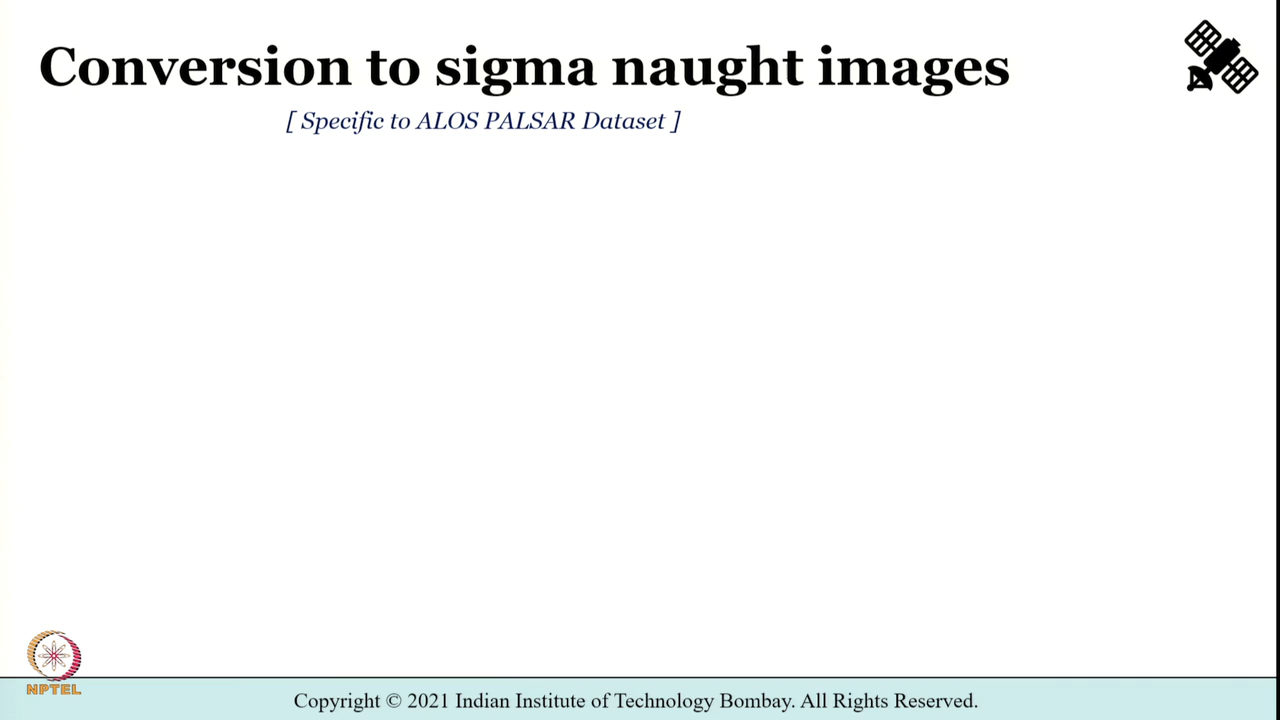 Conversion to sigma naught images
[ Specific to ALOS PALSAR Dataset ]
NPTEL
Copyright © 2021 Indian Institute of Technology Bombay. All Rights Reserved.